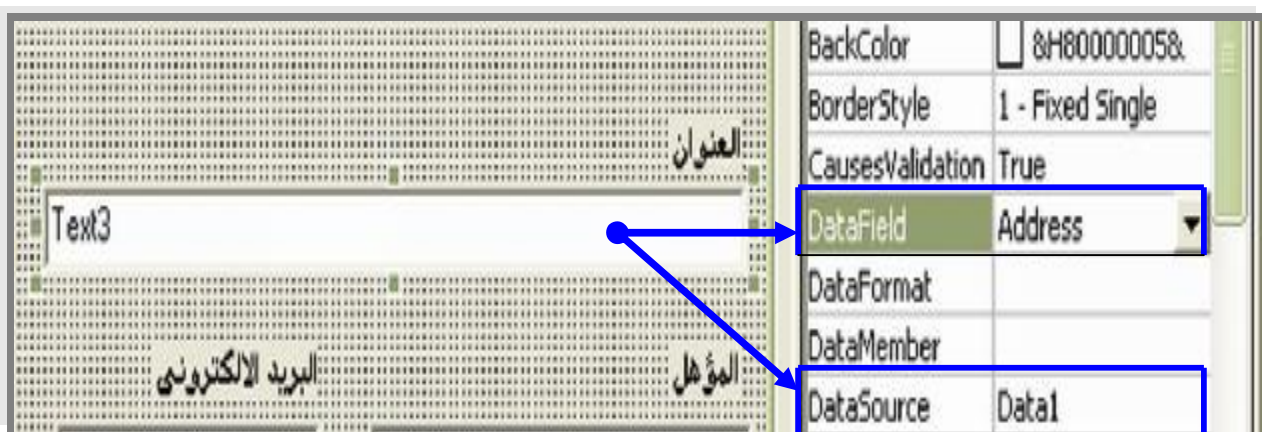 العنوان
Text3
البريد الالكترونى
المؤهل
BackColor &H80000005&
BorderStyle 1 - Fixed Single
CausesValidation True
DataField Address
DataFormat
DataMember
DataSource Data1